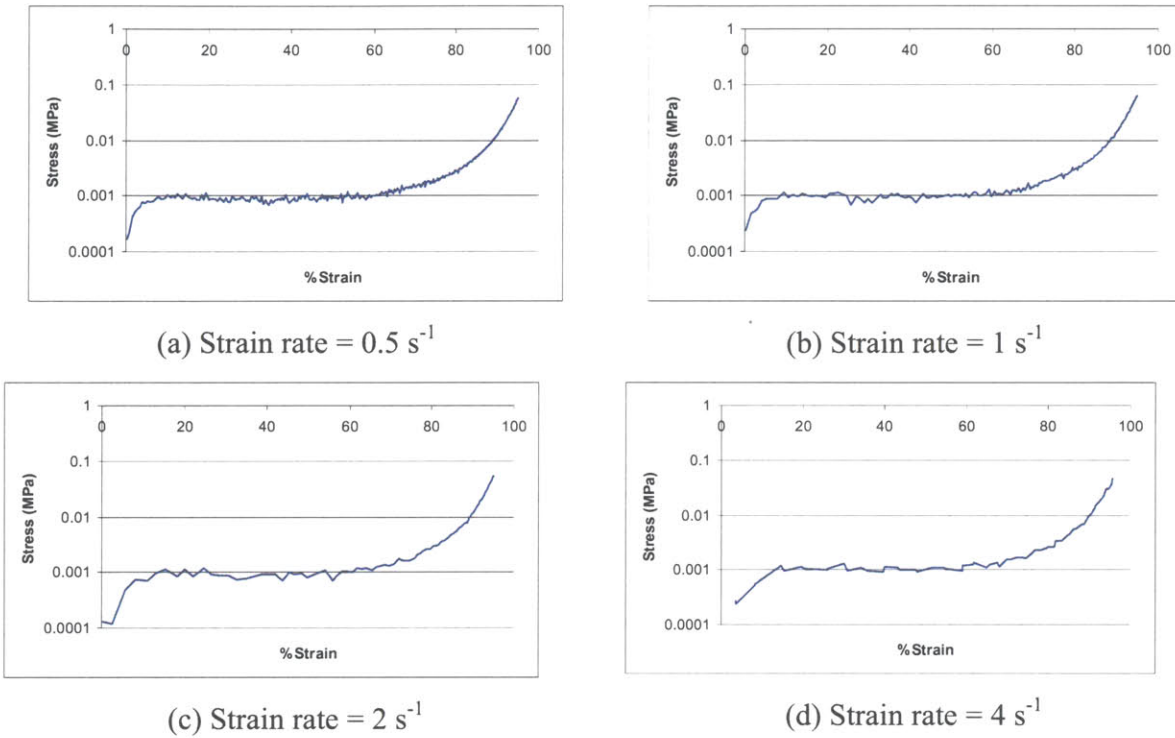 1
0 20 40 60 80 100
0.1
0.01
0.001
0.0001
Stress (MPa)
%Strain
(a) Strain rate = 0.5 s⁻¹
1
0 20 40 60 80 100
0.1
0.01
0.001
0.0001
Stress (MPa)
%Strain
(b) Strain rate = 1 s⁻¹
1
0 20 40 60 80 100
0.1
0.01
0.001
0.0001
Stress (MPa)
%Strain
(c) Strain rate = 2 s⁻¹
1
0 20 40 60 80 100
0.1
0.01
0.001
0.0001
Stress (MPa)
%Strain
(d) Strain rate = 4 s⁻¹